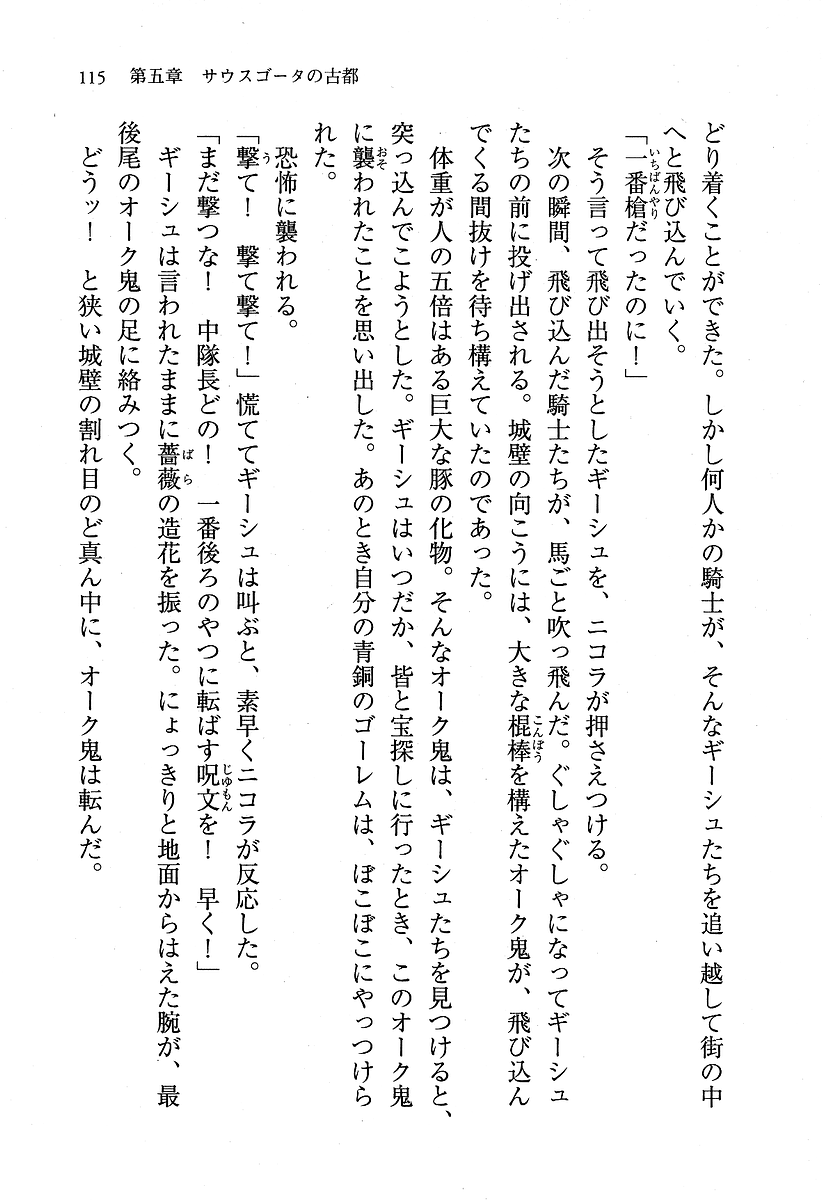 115 第五章 サウスゴータの古都
どり着くことができた。しかし何人かの騎士が、そんなギーシュたちを追い越して街の中
へと飛び込んでいく。
「一番槍だったのに！」
いちばんやり
そう言って飛び出そうとしたギーシュを、ニコラが押さえつける。
次の瞬間、飛び込んだ騎士たちが、馬ごと吹っ飛んだ。ぐしゃぐしゃになってギーシュ
たちの前に投げ出される。城壁の向こうには、大きな棍棒を構えたオーク鬼が、飛び込ん
こんぼう
でくる間抜けを待ち構えていたのであった。
体重が人の五倍はある巨大な豚の化物。そんなオーク鬼は、ギーシュたちを見つけると、
突っ込んでこようとした。ギーシュはいつだか、皆と宝探しに行ったとき、このオーク鬼
に襲われたことを思い出した。あのとき自分の青銅のゴーレムは、ぼこぼこにやっつけら
おそ
れた。
恐怖に襲われる。
「撃て！　撃て撃て！」慌ててギーシュは叫ぶと、素早くニコラが反応した。
う
「まだ撃つな！　中隊長どの！　一番後ろのやつに転ばす呪文を！　早く！」
じゅもん
ギーシュは言われたままに薔薇の造花を振った。にょっきりと地面からはえた腕が、最
ばら
後尾のオーク鬼の足に絡みつく。
どうッ！　と狭い城壁の割れ目のど真ん中に、オーク鬼は転んだ。